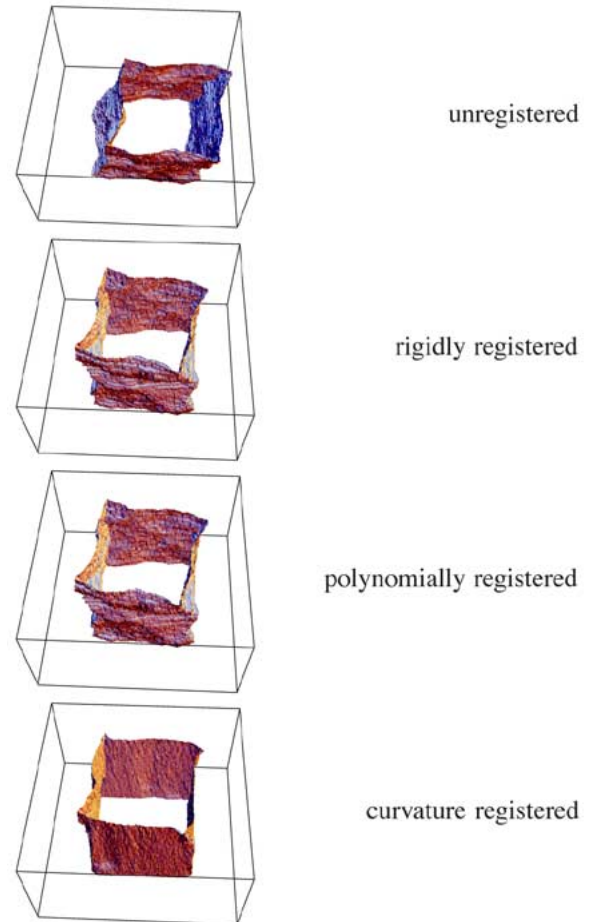 unregistered
rigidly registered
polynomially registered
curvature registered